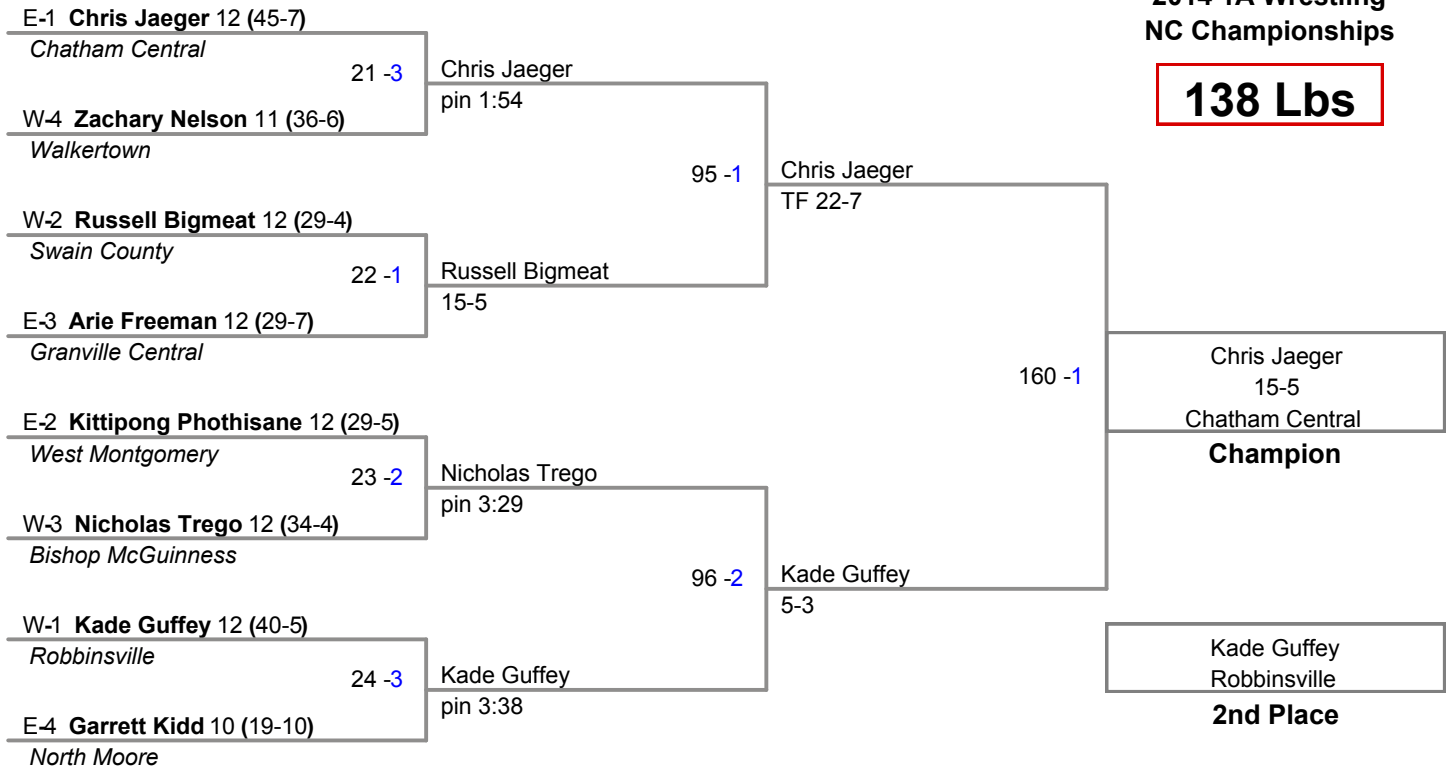 2014 1A Wrestling
NC Championships
138 Lbs
E-1 Chris Jaeger 12 (45-7)
Chatham Central
21 -3
Chris Jaeger
pin 1:54
W-4 Zachary Nelson 11 (36-6)
Walkertown
95 -1
Chris Jaeger
TF 22-7
W-2 Russell Bigmeat 12 (29-4)
Swain County
22 -1
Russell Bigmeat
15-5
E-3 Arie Freeman 12 (29-7)
Granville Central
160 -1
Chris Jaeger
15-5
Chatham Central
Champion
E-2 Kittipong Phothisane 12 (29-5)
West Montgomery
23 -2
Nicholas Trego
pin 3:29
W-3 Nicholas Trego 12 (34-4)
Bishop McGuinness
96 -2
Kade Guffey
5-3
W-1 Kade Guffey 12 (40-5)
Robbinsville
24 -3
Kade Guffey
pin 3:38
E-4 Garrett Kidd 10 (19-10)
North Moore
Kade Guffey
Robbinsville
2nd Place